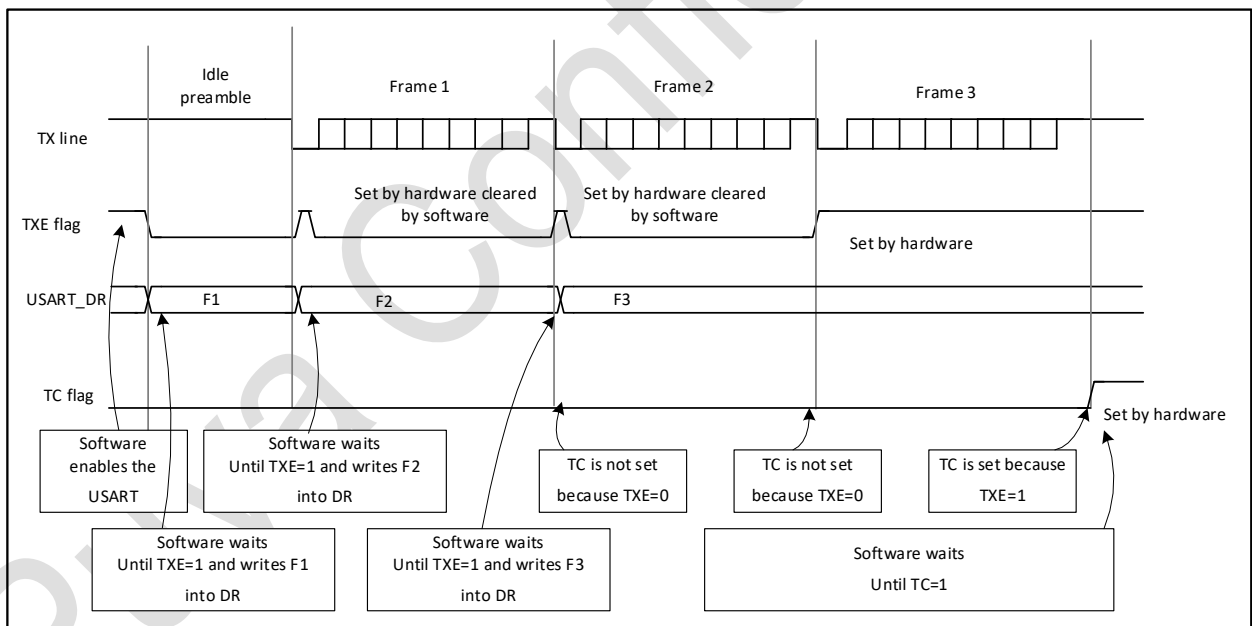 Idle
preamble
Frame 1
Frame 2
Frame 3
TX line
Set by hardware cleared
by software
Set by hardware cleared
by software
TXE flag
Set by hardware
USART_DR
F1
F2
F3
TC flag
Set by hardware
Software
enables the
USART
Software waits
Until TXE=1 and writes F2
into DR
TC is not set
because TXE=0
TC is not set
because TXE=0
TC is set because
TXE=1
Software waits
Until TXE=1 and writes F1
into DR
Software waits
Until TXE=1 and writes F3
into DR
Software waits
Until TC=1